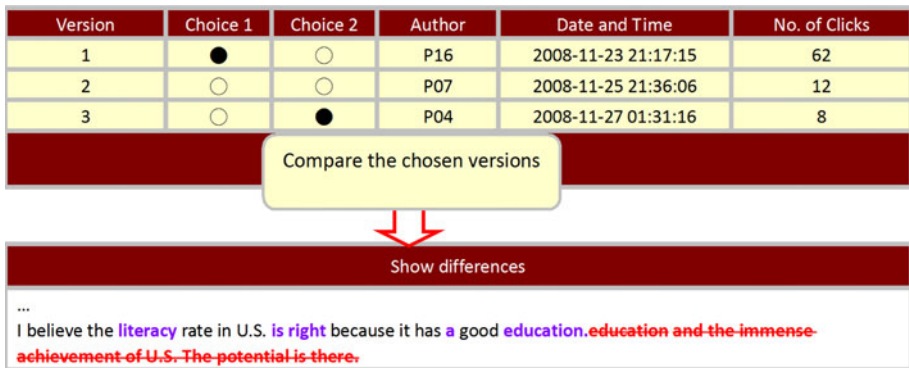 Version Choice 1 Choice 2 Author Date and Time No. of Clicks
1 P16 2008-11-23 21:17:15 62
2 P07 2008-11-25 21:36:06 12
3 P04 2008-11-27 01:31:16 8
Compare the chosen versions
Show differences
...
I believe the literacy rate in U.S. is right because it has a good education.education and the immense
achievement of U.S. The potential is there.